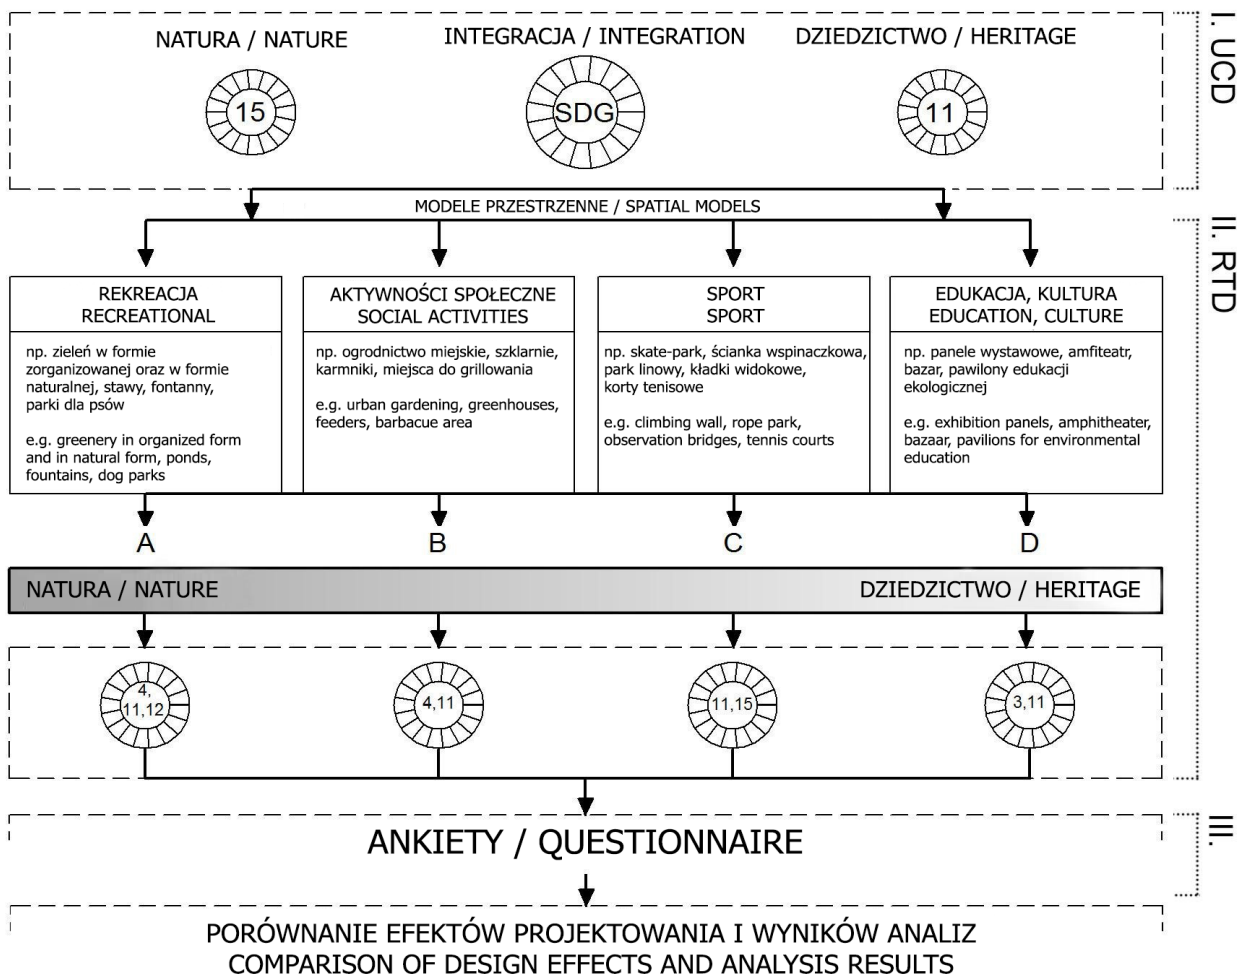 NATURA / NATURE
INTEGRACJA / INTEGRATION
DZIEDZICTWO / HERITAGE
I. UCD
15
SDG
11
MODELE PRZESTRZENNE / SPATIAL MODELS
II. RTD
REKREACJA
RECREATIONAL
np. zieleń w formie
zorganizowanej oraz w formie
naturalnej, stawy, fontanny,
parki dla psów
e.g. greenery in organized form
and in natural form, ponds,
fountains, dog parks
AKTYWNOŚCI SPOŁECZNE
SOCIAL ACTIVITIES
np. ogrodnictwo miejskie, szklarnie,
karmniki, miejsca do grillowania
e.g. urban gardening, greenhouses,
feeders, barbacue area
SPORT
SPORT
np. skate-park, ścianka wspinaczkowa,
park linowy, kładki widokowe,
korty tenisowe
e.g. climbing wall, rope park,
observation bridges, tennis courts
EDUKACJA, KULTURA
EDUCATION, CULTURE
np. panele wystawowe, amfiteatr,
bazar, pawilony edukacji
ekologicznej
e.g. exhibition panels, amphitheater,
bazaar, pavilions for environmental
education
A
B
C
D
NATURA / NATURE
DZIEDZICTWO / HERITAGE
4,
11,12
4,11
11,15
3,11
III.
ANKIETY / QUESTIONNAIRE
PORÓWNANIE EFEKTÓW PROJEKTOWANIA I WYNIKÓW ANALIZ
COMPARISON OF DESIGN EFFECTS AND ANALYSIS RESULTS